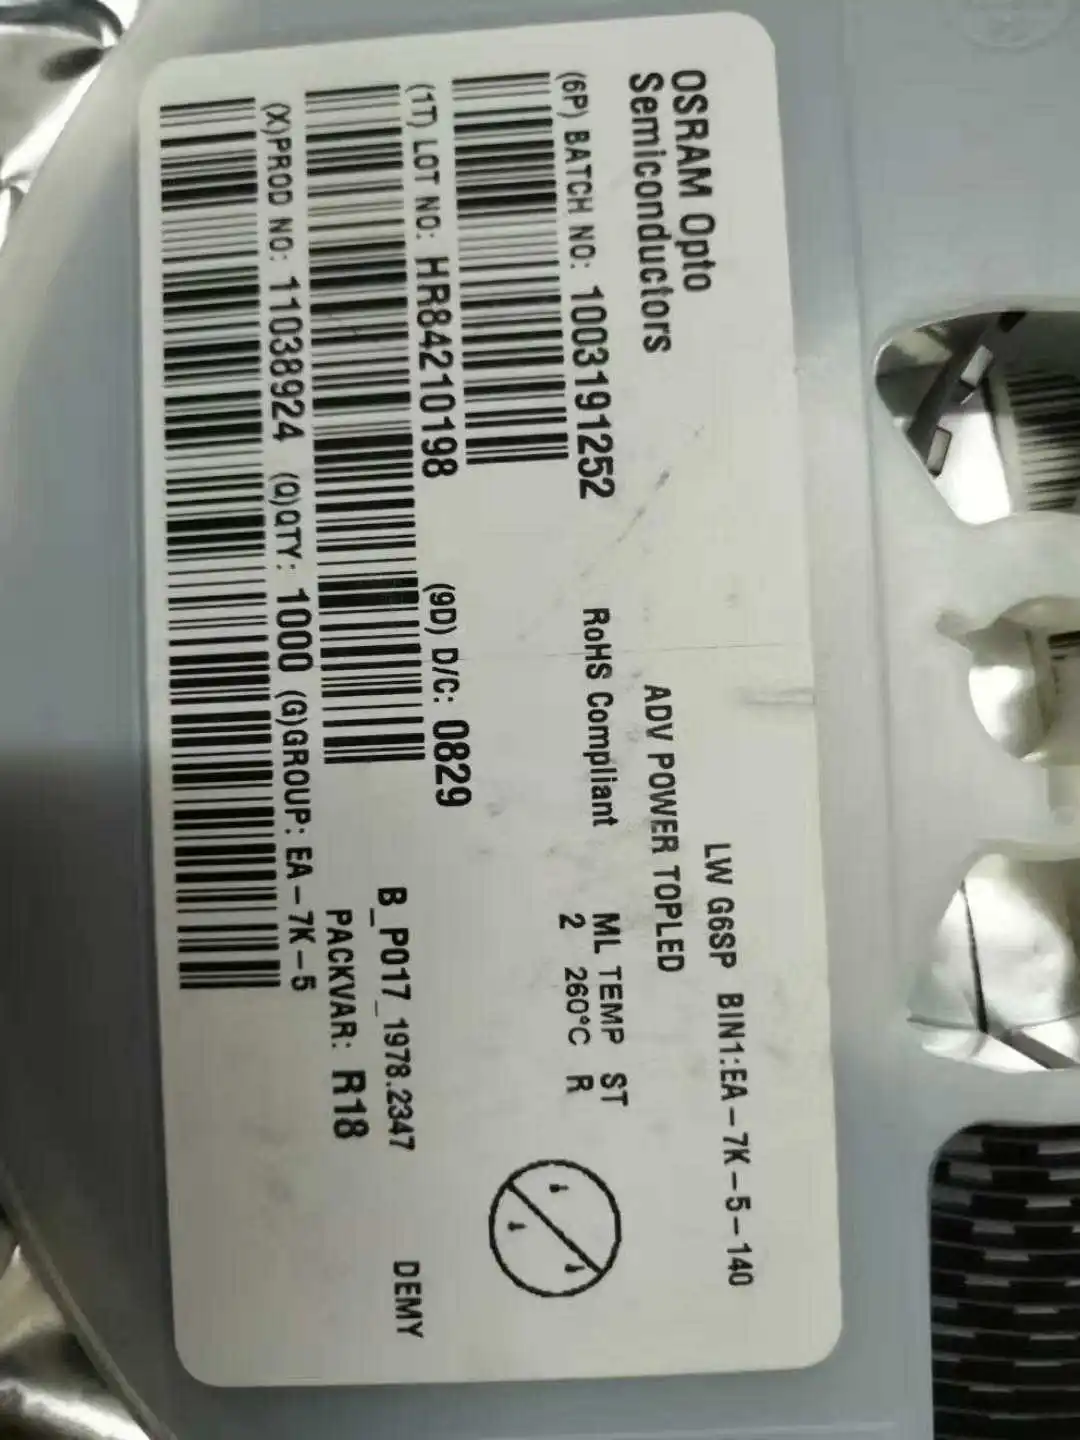 OSRAM Opto
Semiconductors
LW G6SP BIN1:EA-7K-5-140
ADV POWER TOPLED
(6P) BATCH NO: 1003191252
RoHS Compliant
ML TEMP ST
2 260°C R
(1T) LOT NO: HR84210198
(9D) D/C: 0829
B_P017_1978.2347
DEMY
PACKVAR: R18
(X)PROD NO: 11038924 (Q)QTY: 1000 (G)GROUP: EA-7K-5